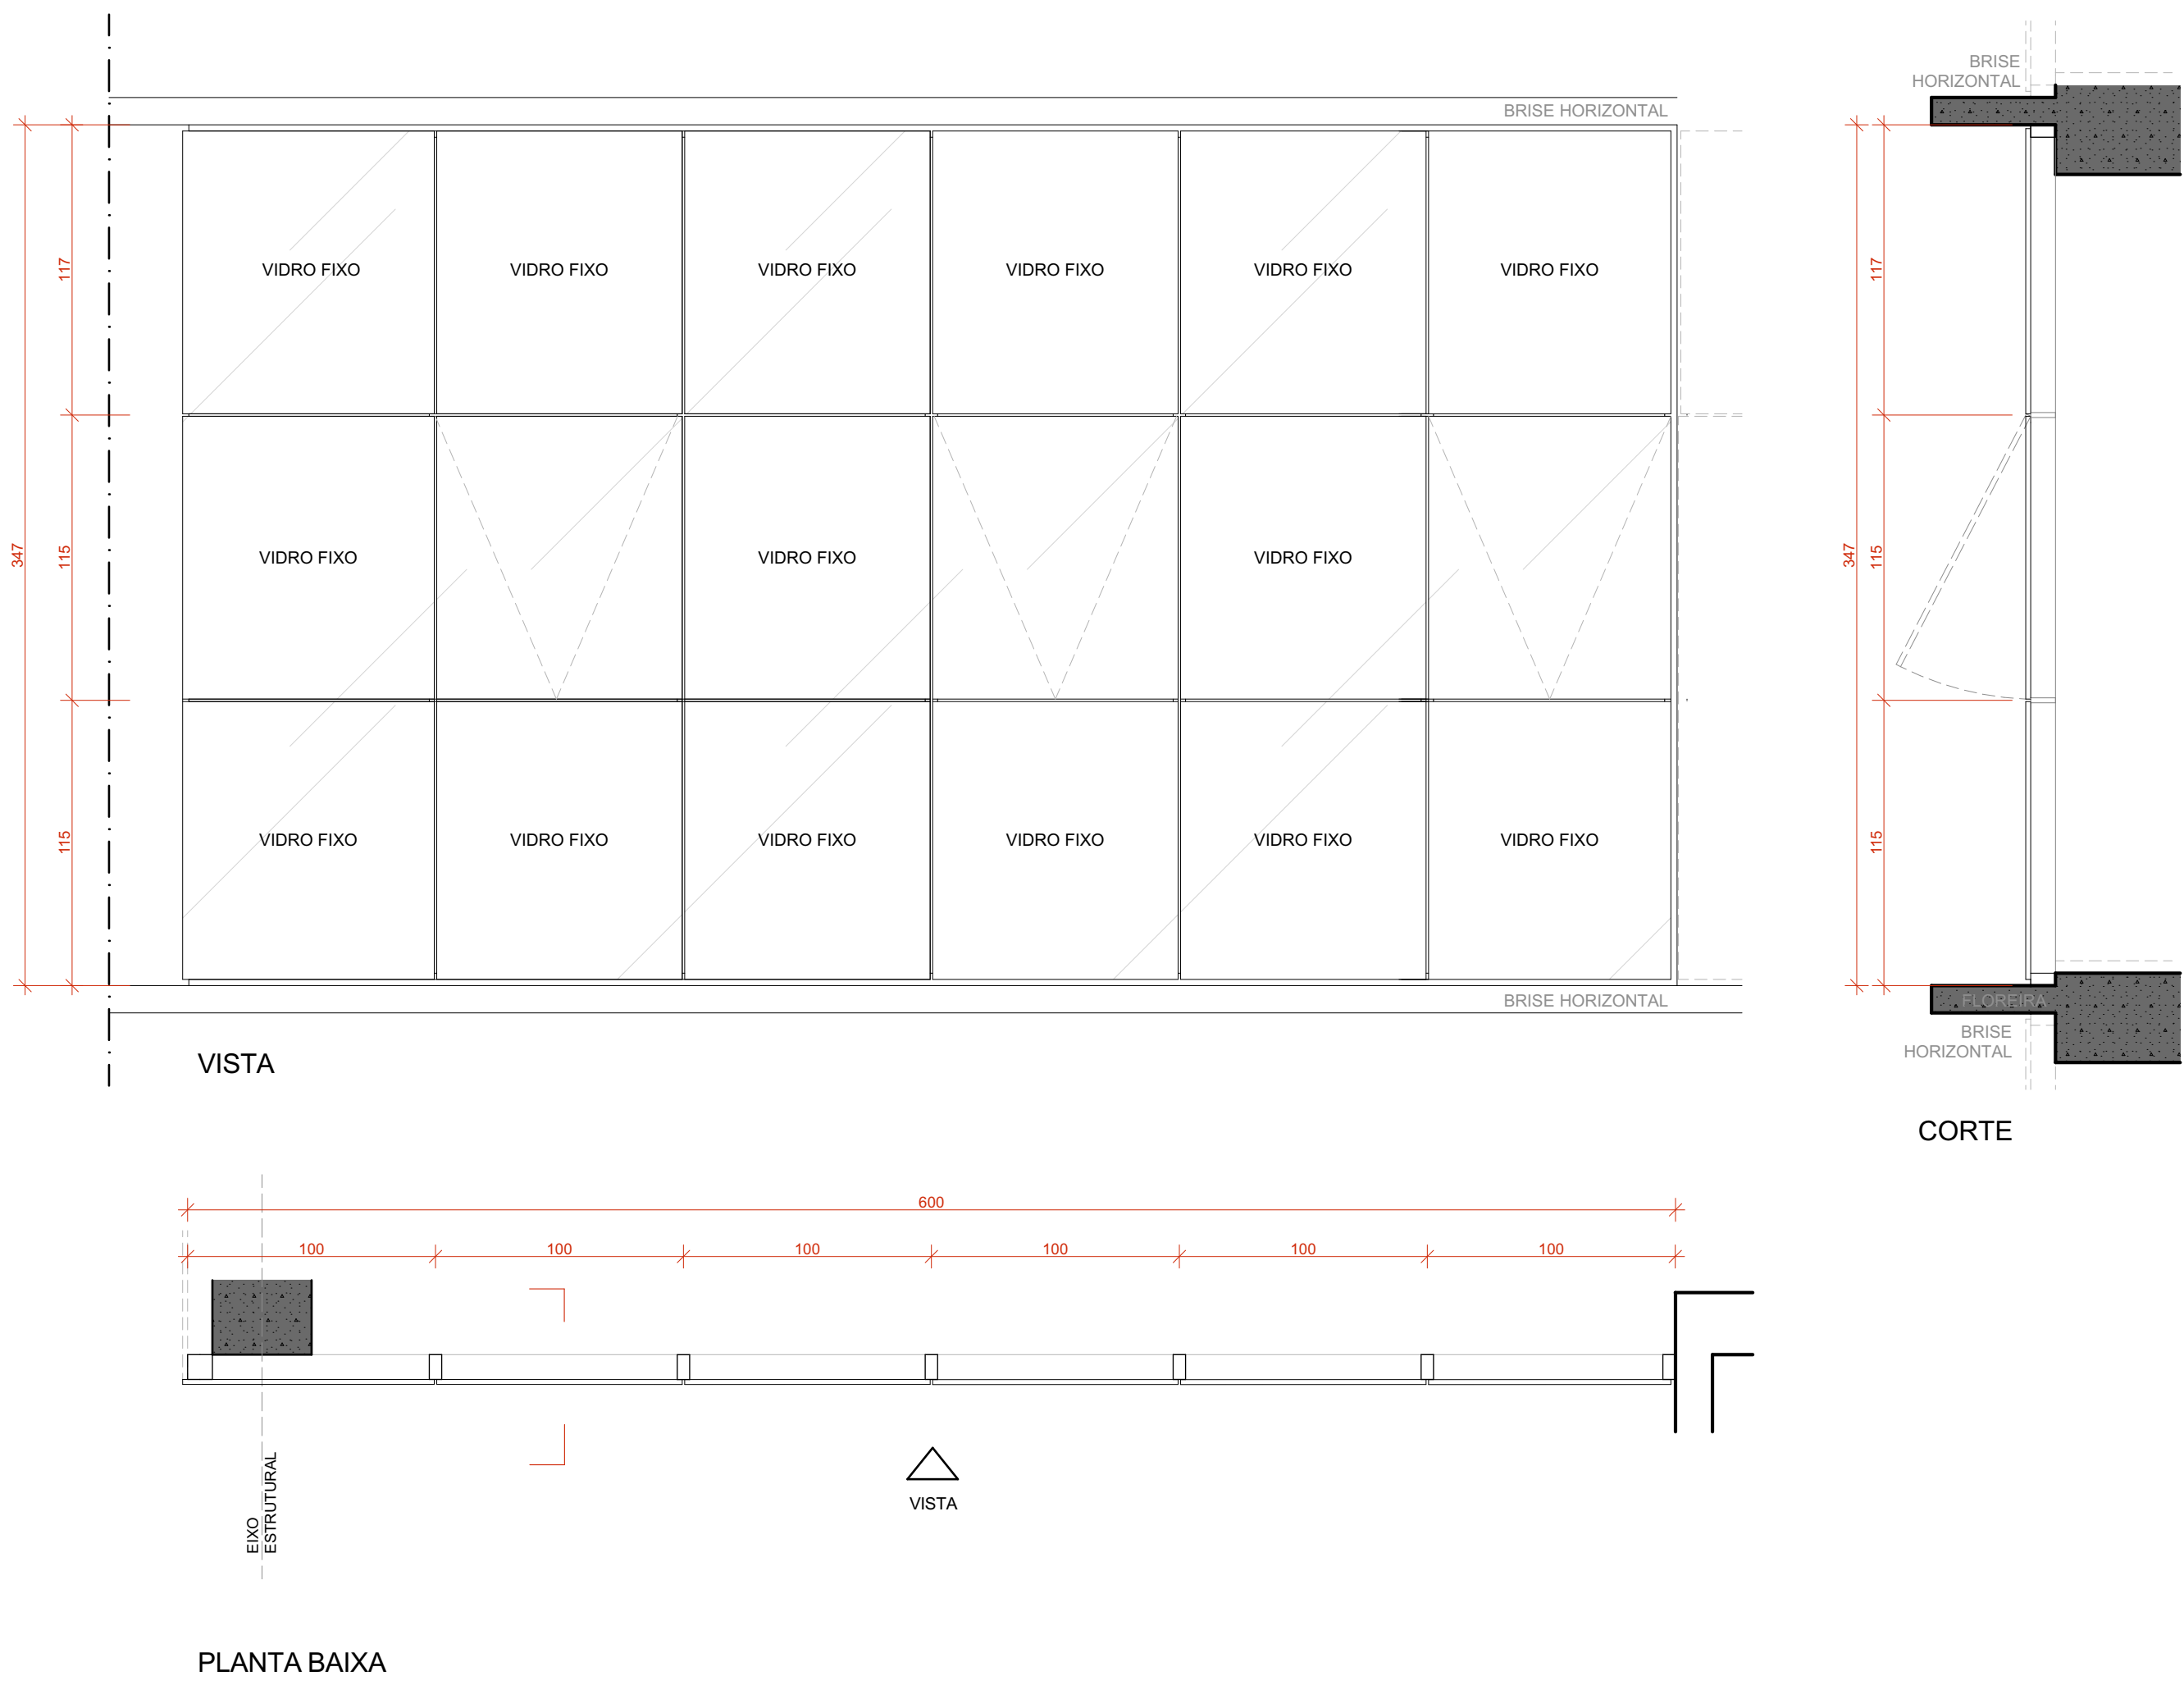 BRISE HORIZONTAL
117
VIDRO FIXO
VIDRO FIXO
VIDRO FIXO
VIDRO FIXO
VIDRO FIXO
VIDRO FIXO
347
115
VIDRO FIXO
VIDRO FIXO
VIDRO FIXO
115
VIDRO FIXO
VIDRO FIXO
VIDRO FIXO
VIDRO FIXO
VIDRO FIXO
VIDRO FIXO
BRISE HORIZONTAL
VISTA
BRISE
HORIZONTAL
117
347
115
115
FLOREIRA
BRISE
HORIZONTAL
CORTE
600
100
100
100
100
100
100
EIXO
ESTRUTURAL
VISTA
PLANTA BAIXA